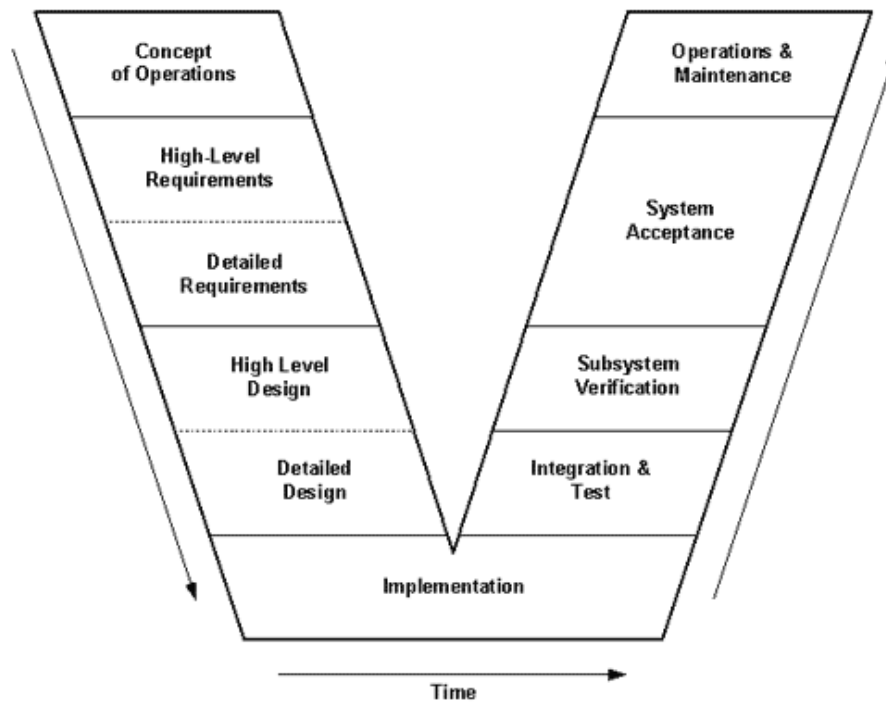 Concept
of Operations
High-Level
Requirements
Detailed
Requirements
High Level
Design
Detailed
Design
Implementation
Integration &
Test
Subsystem
Verification
System
Acceptance
Operations &
Maintenance
Time